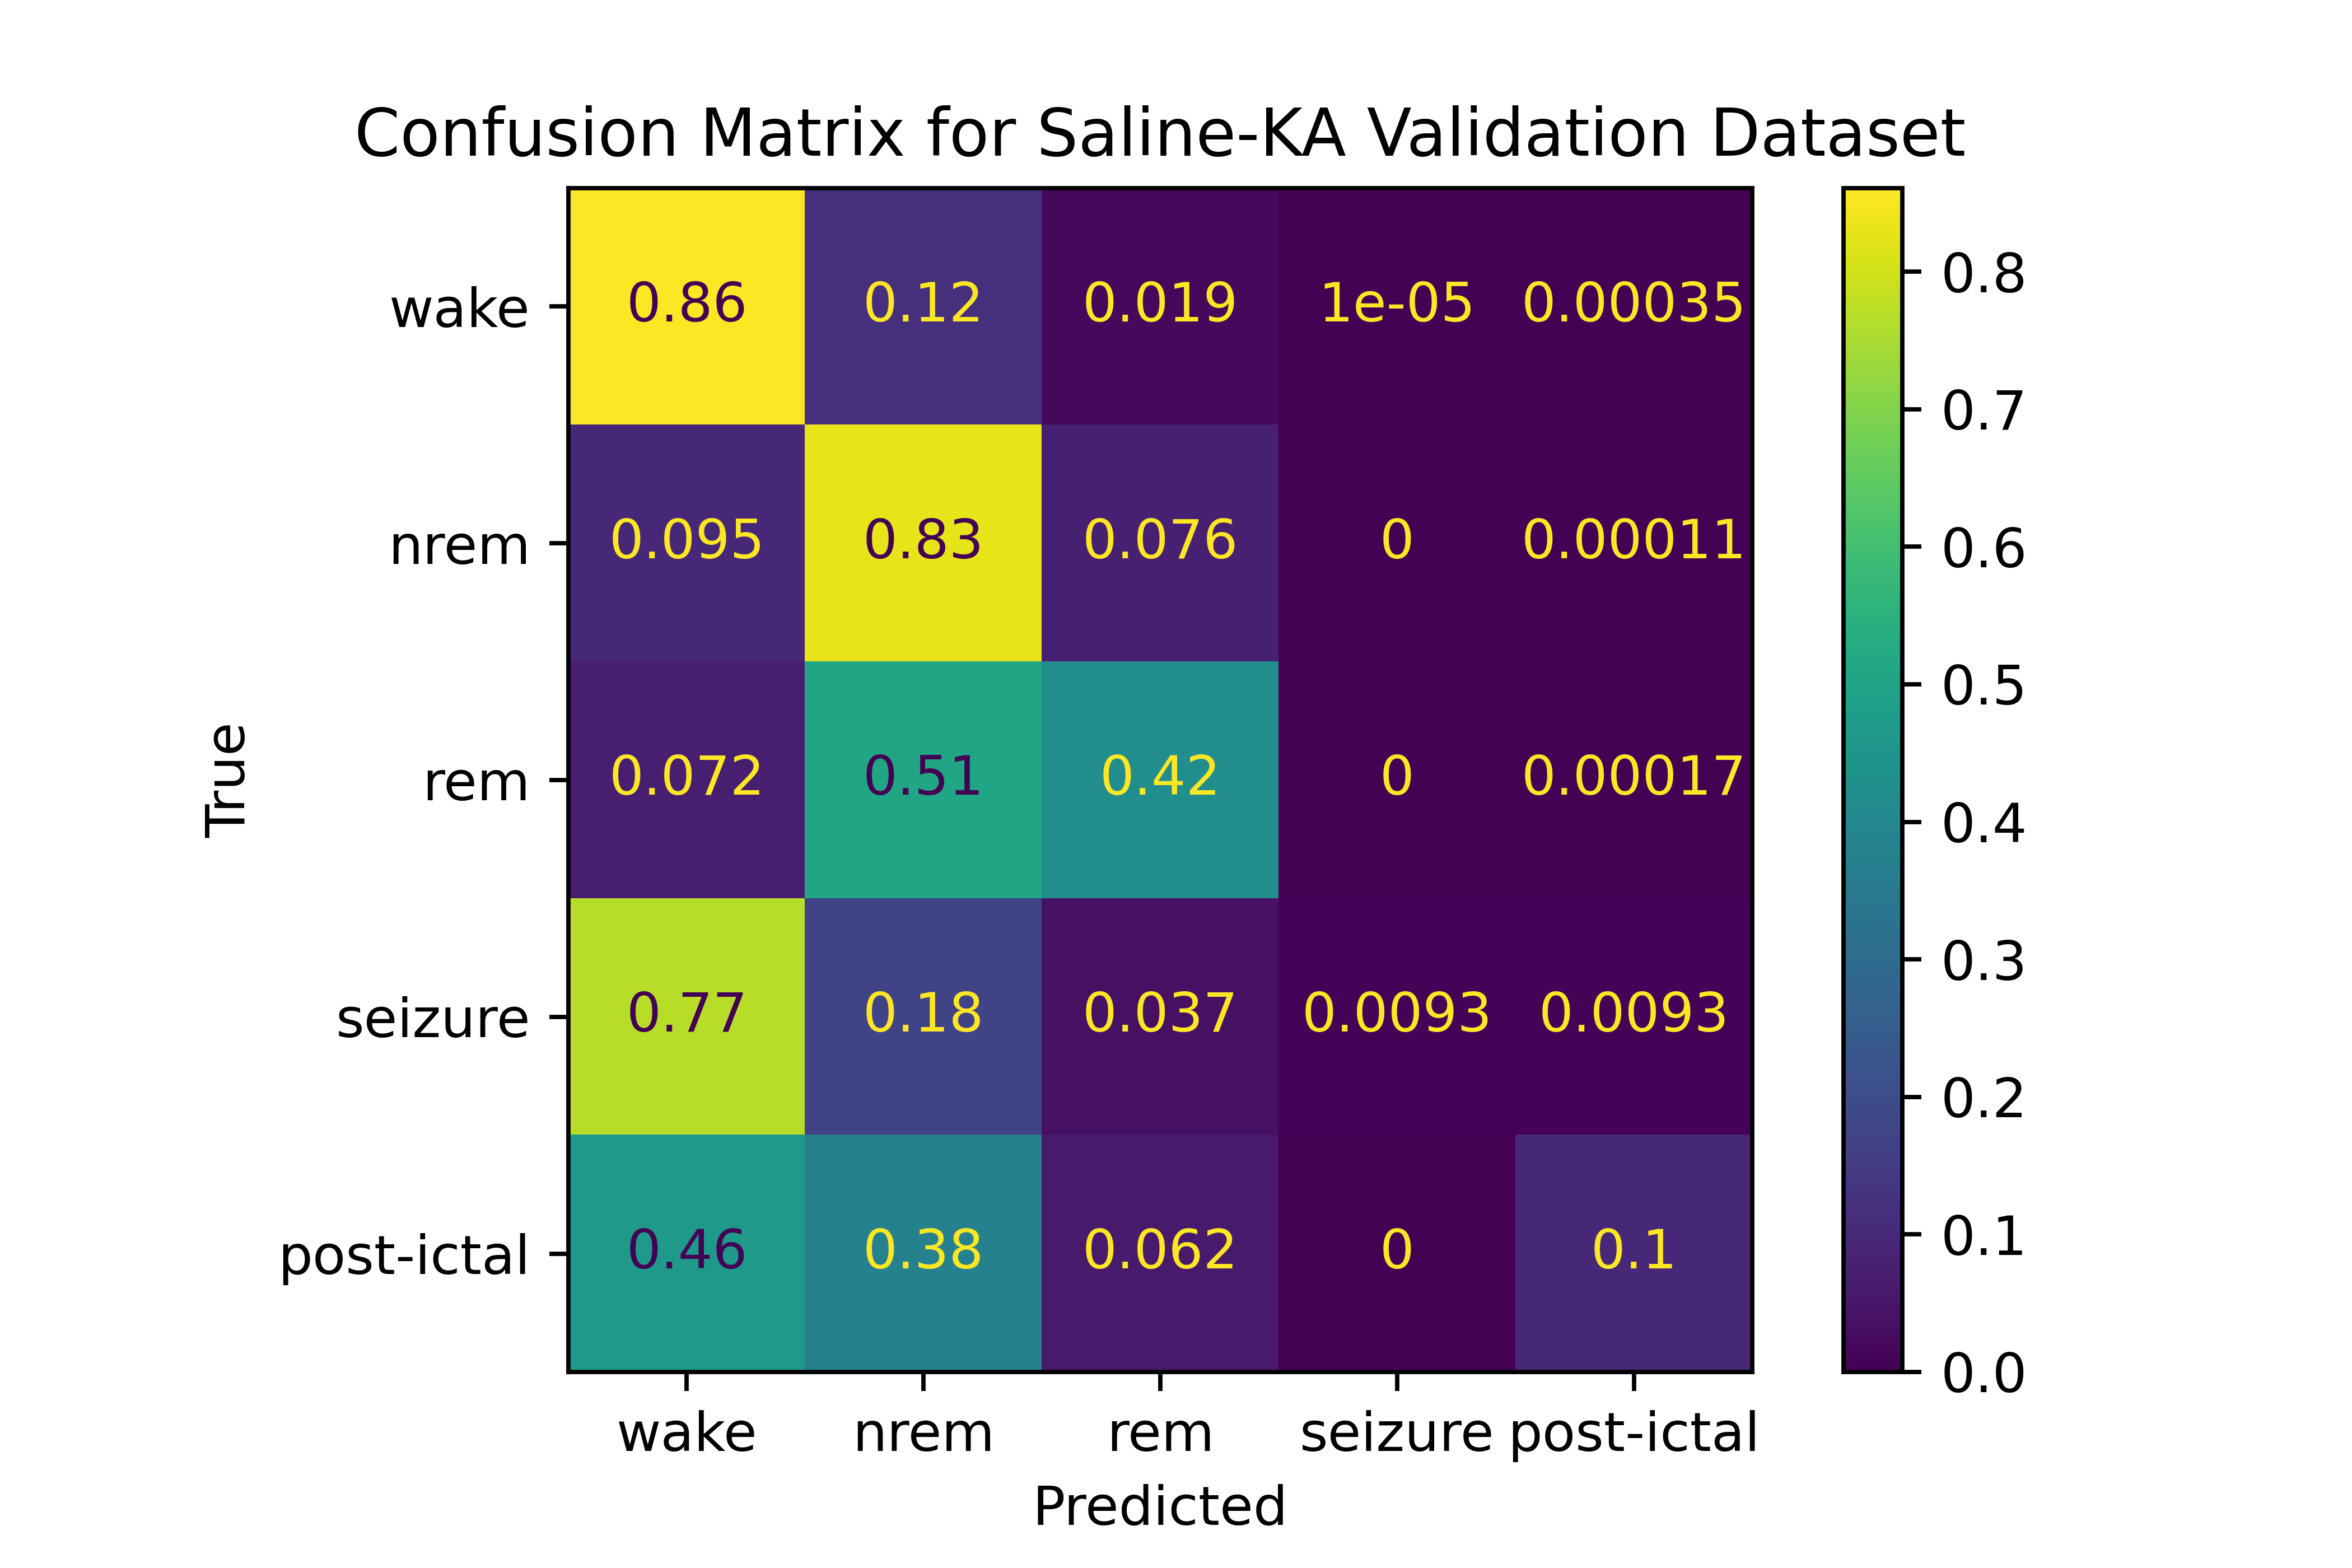 Confusion Matrix for Saline-KA Validation Dataset
wake 0.86 0.12 0.019 1e-05 0.00035
nrem 0.095 0.83 0.076 0 0.00011
rem 0.072 0.51 0.42 0 0.00017
seizure 0.77 0.18 0.037 0.0093 0.0093
post-ictal 0.46 0.38 0.062 0 0.1
wake nrem rem seizure post-ictal
Predicted
True
0.8
0.7
0.6
0.5
0.4
0.3
0.2
0.1
0.0